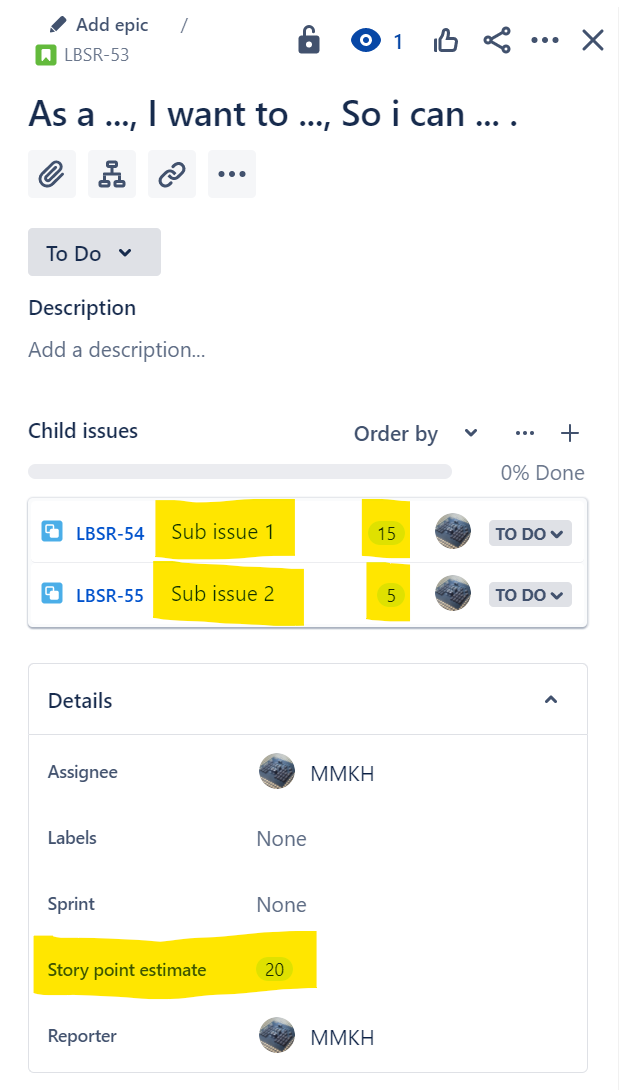 Add epic /
1
LBSR-53
As a ..., I want to ..., So i can ... .
To Do
Description
Add a description...
Child issues Order by
0% Done
LBSR-54 Sub issue 1 15 TO DO
LBSR-55 Sub issue 2 5 TO DO
Details
Assignee MMKH
Labels None
Sprint None
Story point estimate 20
Reporter MMKH